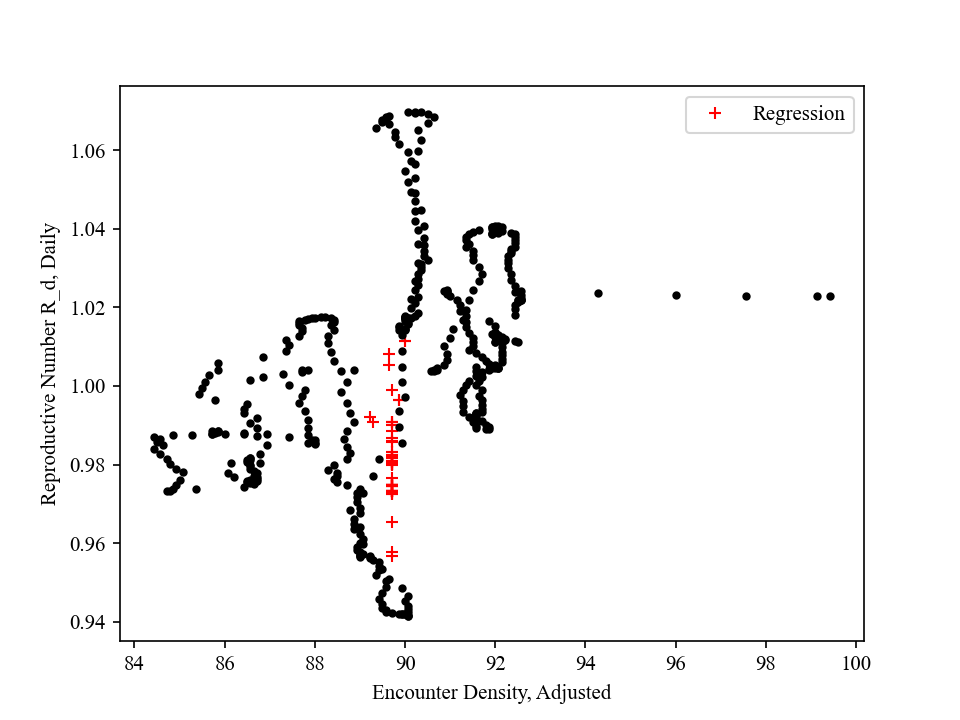 Regression
1.06
1.04
1.02
1.00
0.98
0.96
0.94
Reproductive Number R_d, Daily
84 86 88 90 92 94 96 98 100
Encounter Density, Adjusted